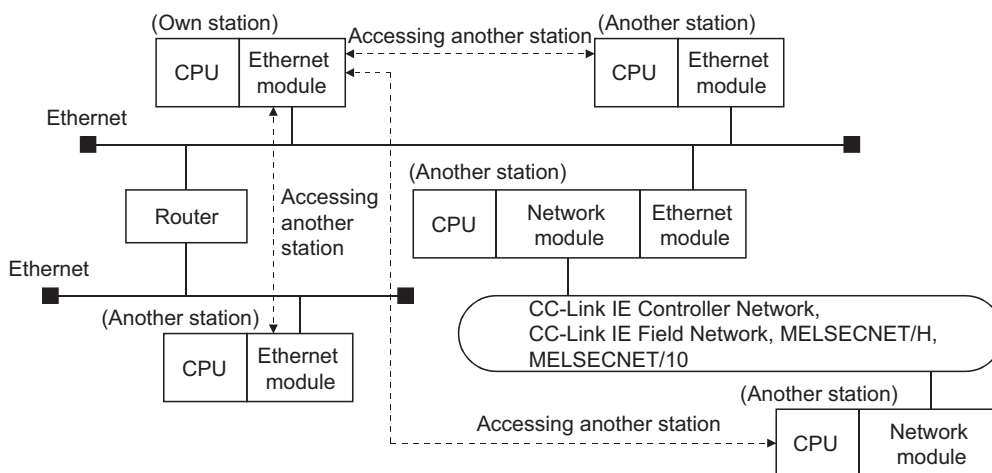 (Own station)
CPU
Ethernet
module
Accessing another station
(Another station)
CPU
Ethernet
module
Ethernet
Router
Accessing
another
station
(Another station)
CPU
Network
module
Ethernet
module
Ethernet
(Another station)
CPU
Ethernet
module
CC-Link IE Controller Network,
CC-Link IE Field Network, MELSECNET/H,
MELSECNET/10
Accessing another station
(Another station)
CPU
Network
module